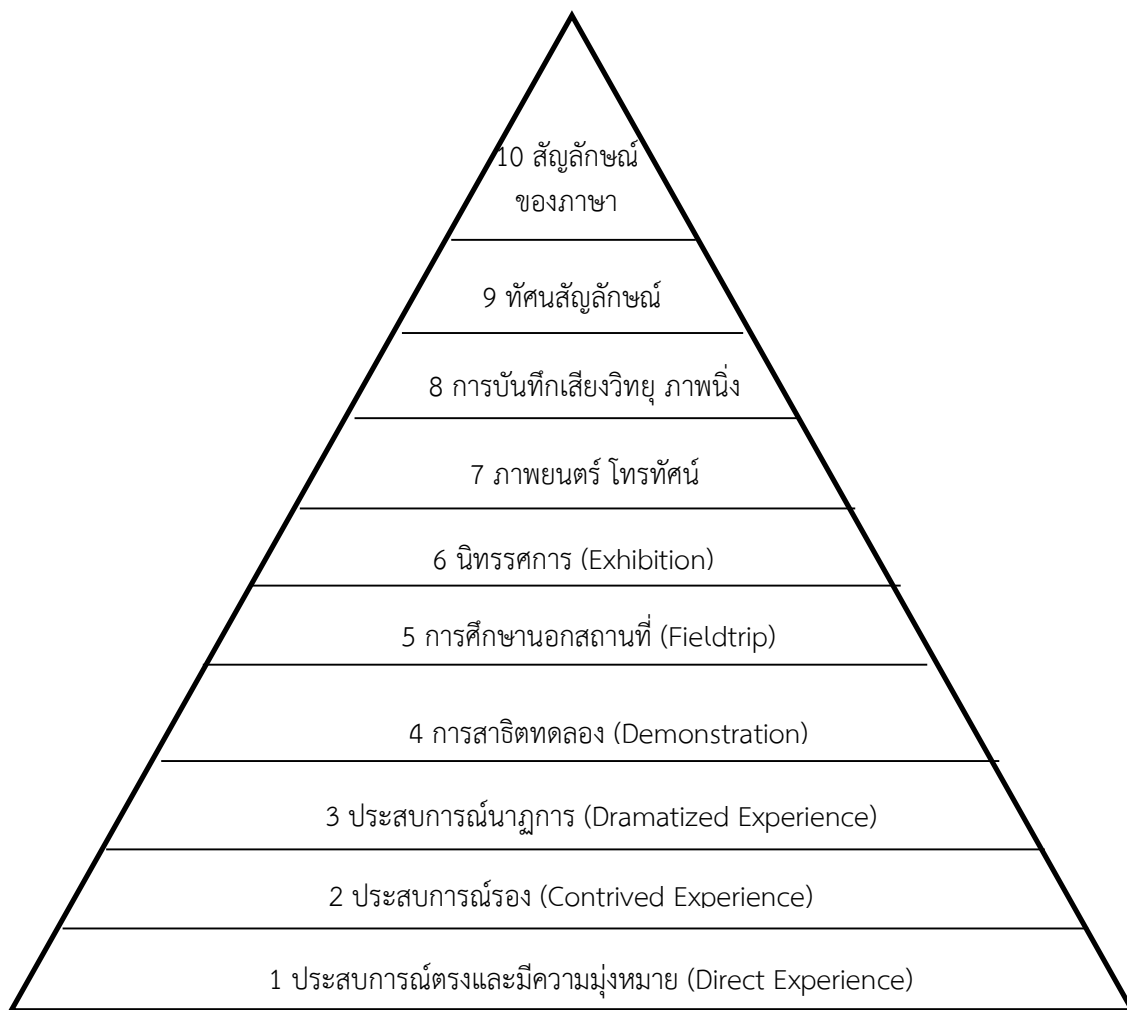 10 สัญลักษณ์
ของภาษา
9 ทัศนสัญลักษณ์
8 การบันทึกเสียงวิทยุ ภาพนิ่ง
7 ภาพยนตร์ โทรทัศน์
6 นิทรรศการ (Exhibition)
5 การศึกษานอกสถานที่ (Fieldtrip)
4 การสาธิตทดลอง (Demonstration)
3 ประสบการณ์นาฏการ (Dramatized Experience)
2 ประสบการณ์รอง (Contrived Experience)
1 ประสบการณ์ตรงและมีความมุ่งหมาย (Direct Experience)